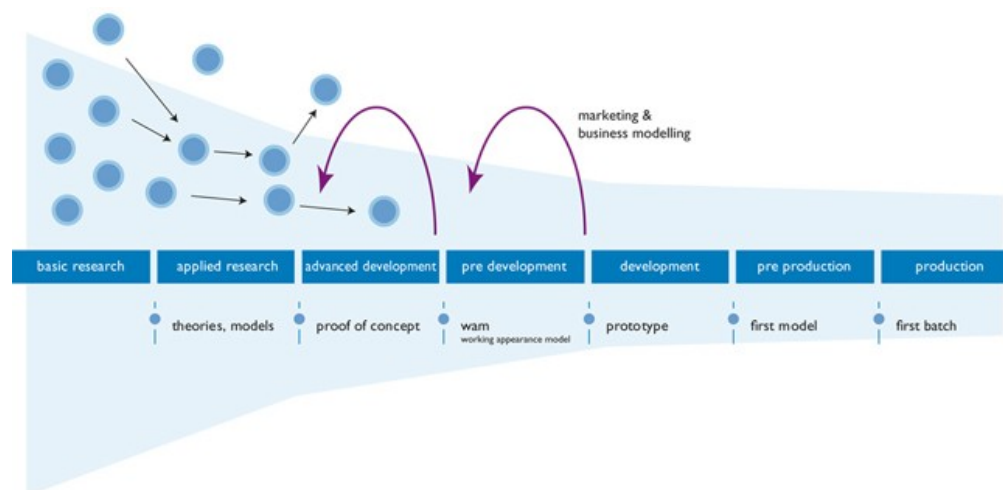 marketing &
business modelling
basic research
applied research
advanced development
pre development
development
pre production
production
theories, models
proof of concept
wam
working appearance model
prototype
first model
first batch